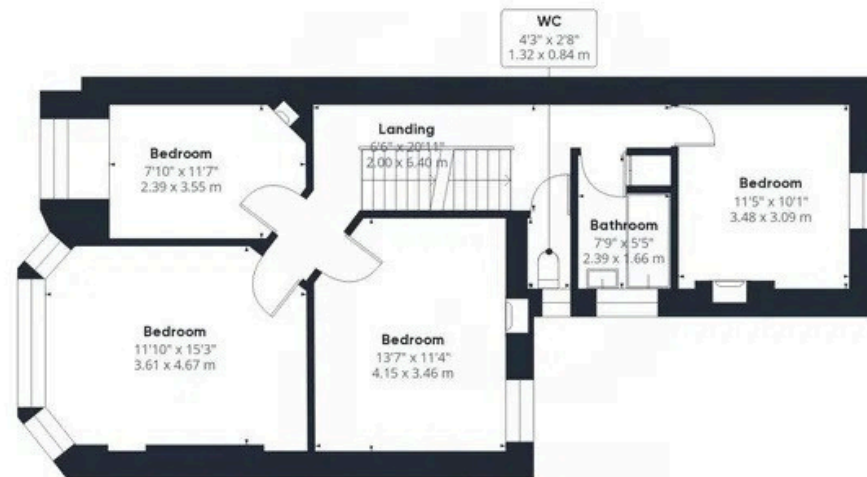 WC
4'3" x 2'8"
1.32 x 0.84 m
Landing
6'6" x 20'11"
2.00 x 6.40 m
Bedroom
7'10" x 11'7"
2.39 x 3.55 m
Bedroom
11'5" x 10'1"
3.48 x 3.09 m
Bathroom
7'9" x 5'5"
2.39 x 1.66 m
Bedroom
11'10" x 15'3"
3.61 x 4.67 m
Bedroom
13'7" x 11'4"
4.15 x 3.46 m